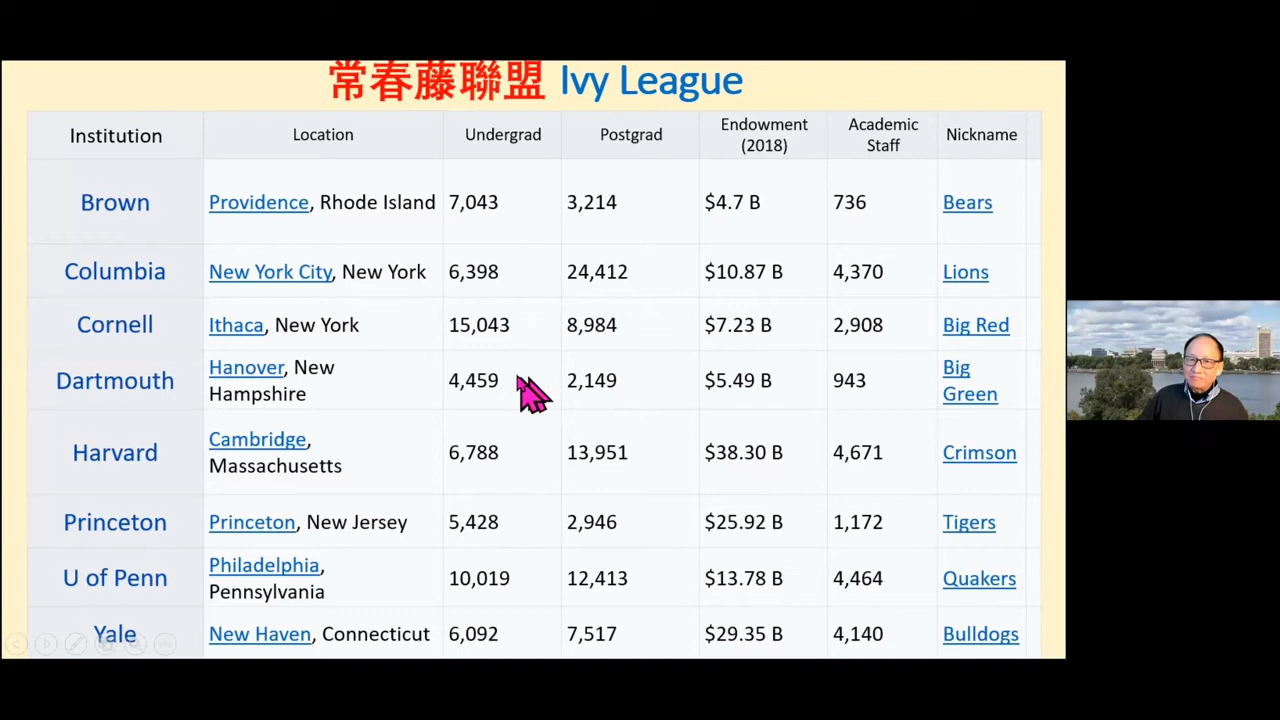 常春藤聯盟 Ivy League
Institution Location Undergrad Postgrad Endowment (2018) Academic Staff Nickname
Brown Providence, Rhode Island 7,043 3,214 $4.7 B 736 Bears
Columbia New York City, New York 6,398 24,412 $10.87 B 4,370 Lions
Cornell Ithaca, New York 15,043 8,984 $7.23 B 2,908 Big Red
Dartmouth Hanover, New Hampshire 4,459 2,149 $5.49 B 943 Big Green
Harvard Cambridge, Massachusetts 6,788 13,951 $38.30 B 4,671 Crimson
Princeton Princeton, New Jersey 5,428 2,946 $25.92 B 1,172 Tigers
U of Penn Philadelphia, Pennsylvania 10,019 12,413 $13.78 B 4,464 Quakers
Yale New Haven, Connecticut 6,092 7,517 $29.35 B 4,140 Bulldogs